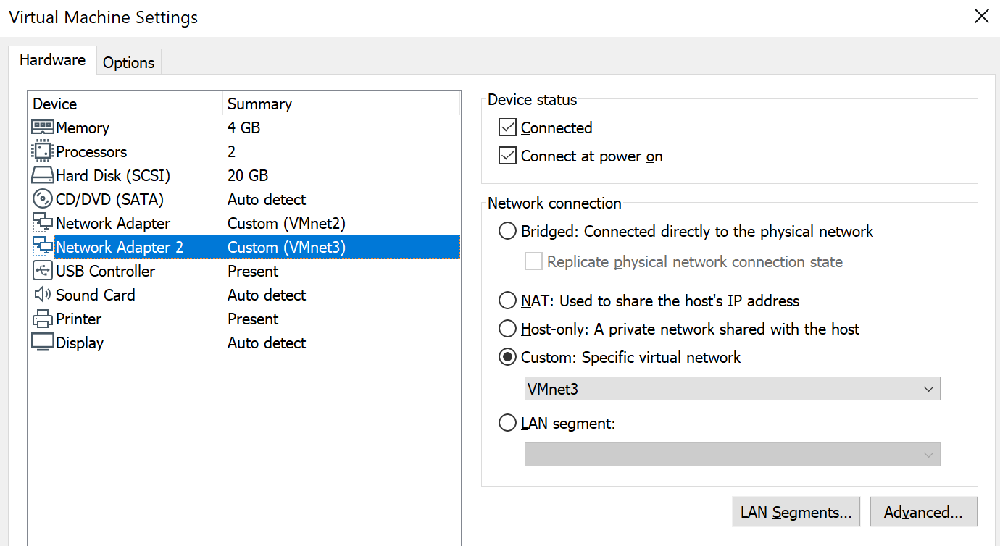 Virtual Machine Settings
Hardware
Options
Device Summary
Memory 4 GB
Processors 2
Hard Disk (SCSI) 20 GB
CD/DVD (SATA) Auto detect
Network Adapter Custom (VMnet2)
Network Adapter 2 Custom (VMnet3)
USB Controller Present
Sound Card Auto detect
Printer Present
Display Auto detect
Device status
Connected
Connect at power on
Network connection
Bridged: Connected directly to the physical network
Replicate physical network connection state
NAT: Used to share the host's IP address
Host-only: A private network shared with the host
Custom: Specific virtual network
VMnet3
LAN segment:
LAN Segments...
Advanced...